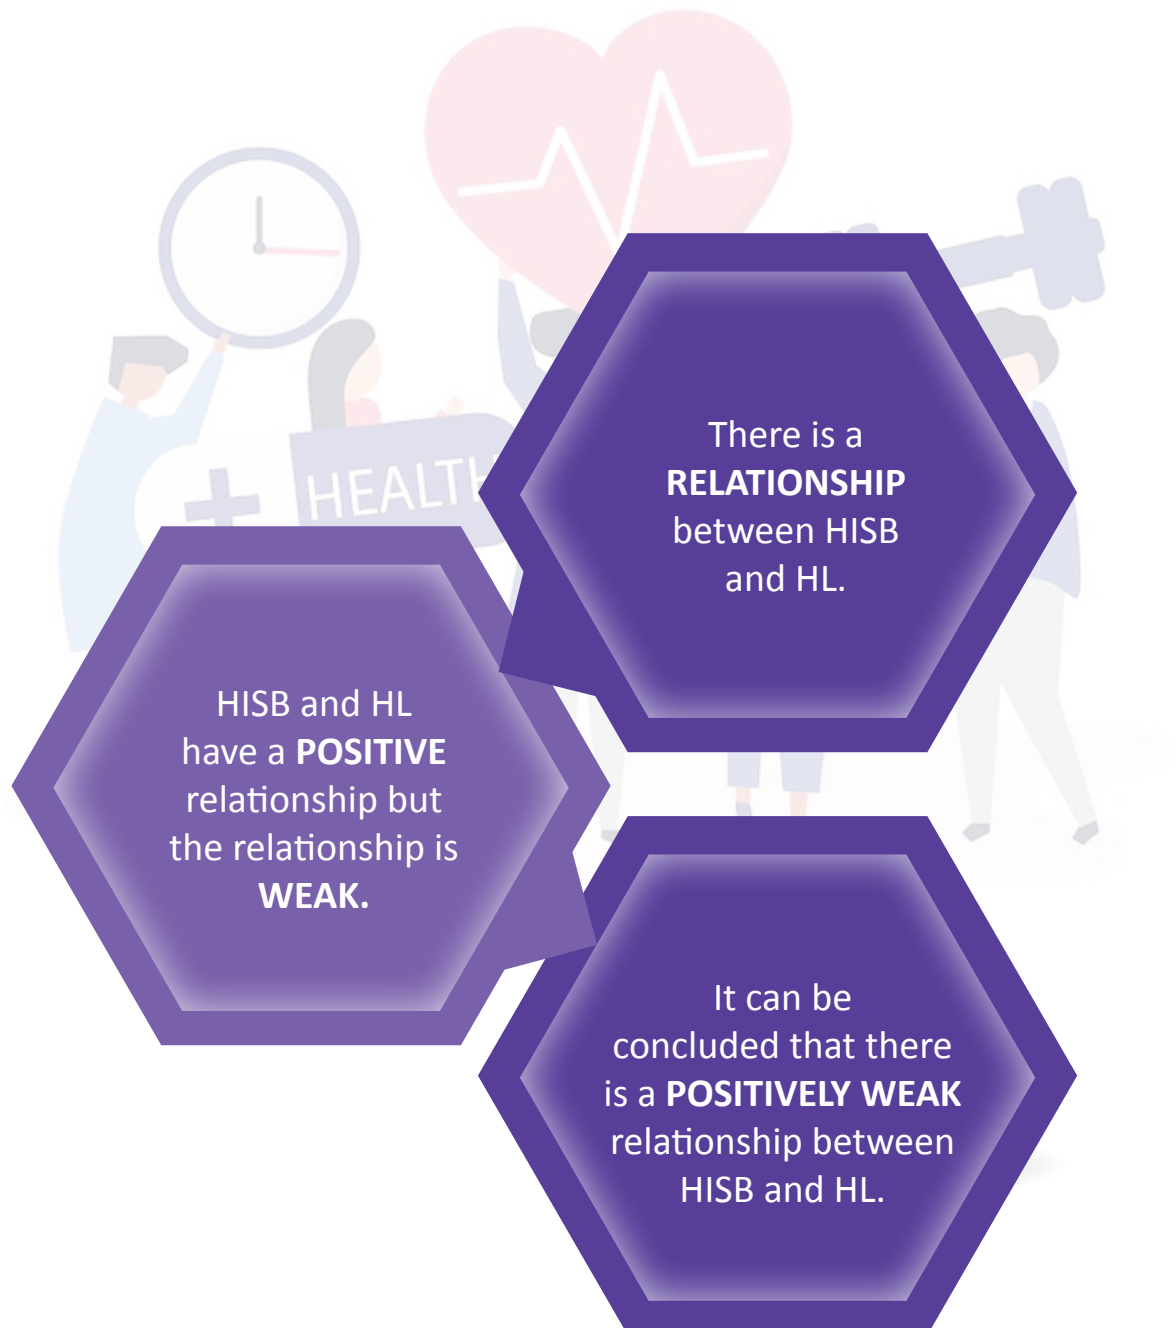 HEALTH
There is a
RELATIONSHIP
between HISB
and HL.
HISB and HL
have a POSITIVE
relationship but
the relationship is
WEAK.
It can be
concluded that there
is a POSITIVELY WEAK
relationship between
HISB and HL.